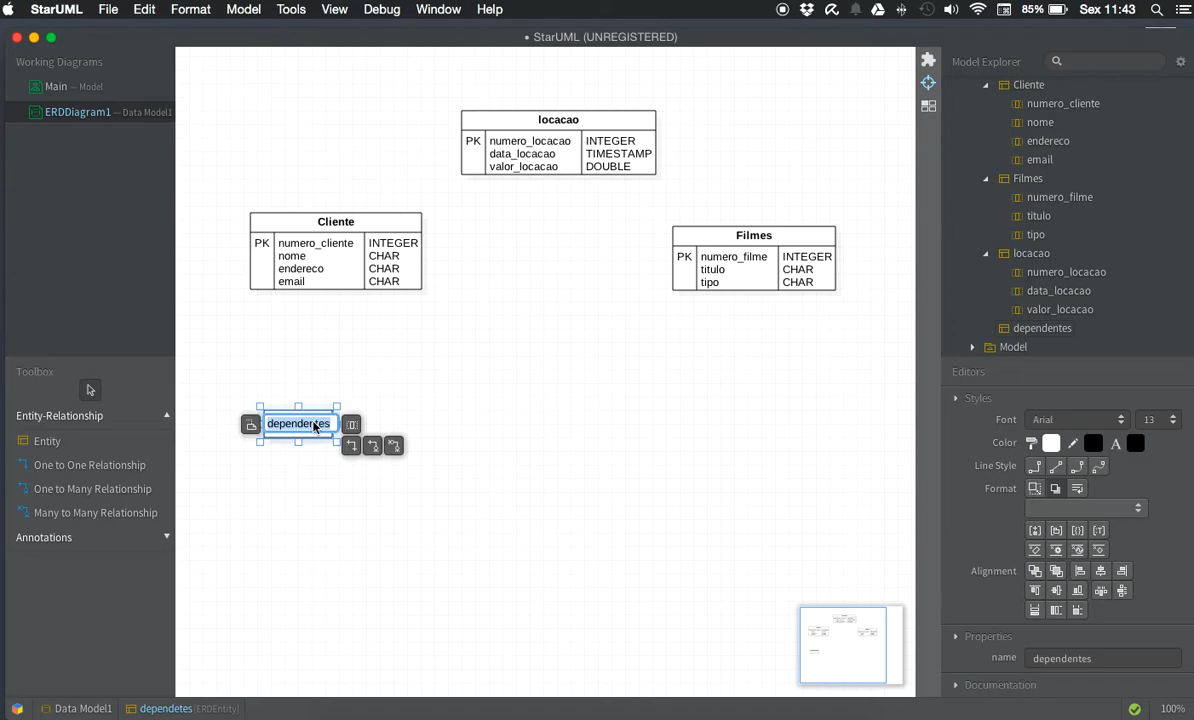 StarUML File Edit Format Model Tools View Debug Window Help 85% Sex 11:43
StarUML (UNREGISTERED)
Working Diagrams
Main — Model
ERDDiagram1 — Data Model1
Toolbox
Entity-Relationship
Entity
One to One Relationship
One to Many Relationship
Many to Many Relationship
Annotations
locacao
PK numero_locacao INTEGER
data_locacao TIMESTAMP
valor_locacao DOUBLE
Cliente
PK numero_cliente INTEGER
nome CHAR
endereco CHAR
email CHAR
Filmes
PK numero_filme INTEGER
titulo CHAR
tipo CHAR
dependentes
Model Explorer
Cliente
numero_cliente
nome
endereco
email
Filmes
numero_filme
titulo
tipo
locacao
numero_locacao
data_locacao
valor_locacao
dependentes
Model
Editors
Styles
Font Arial 13
Color
Line Style
Format
Alignment
Properties
name dependentes
Documentation
Data Model1 dependetes [ERDEntity] 100%